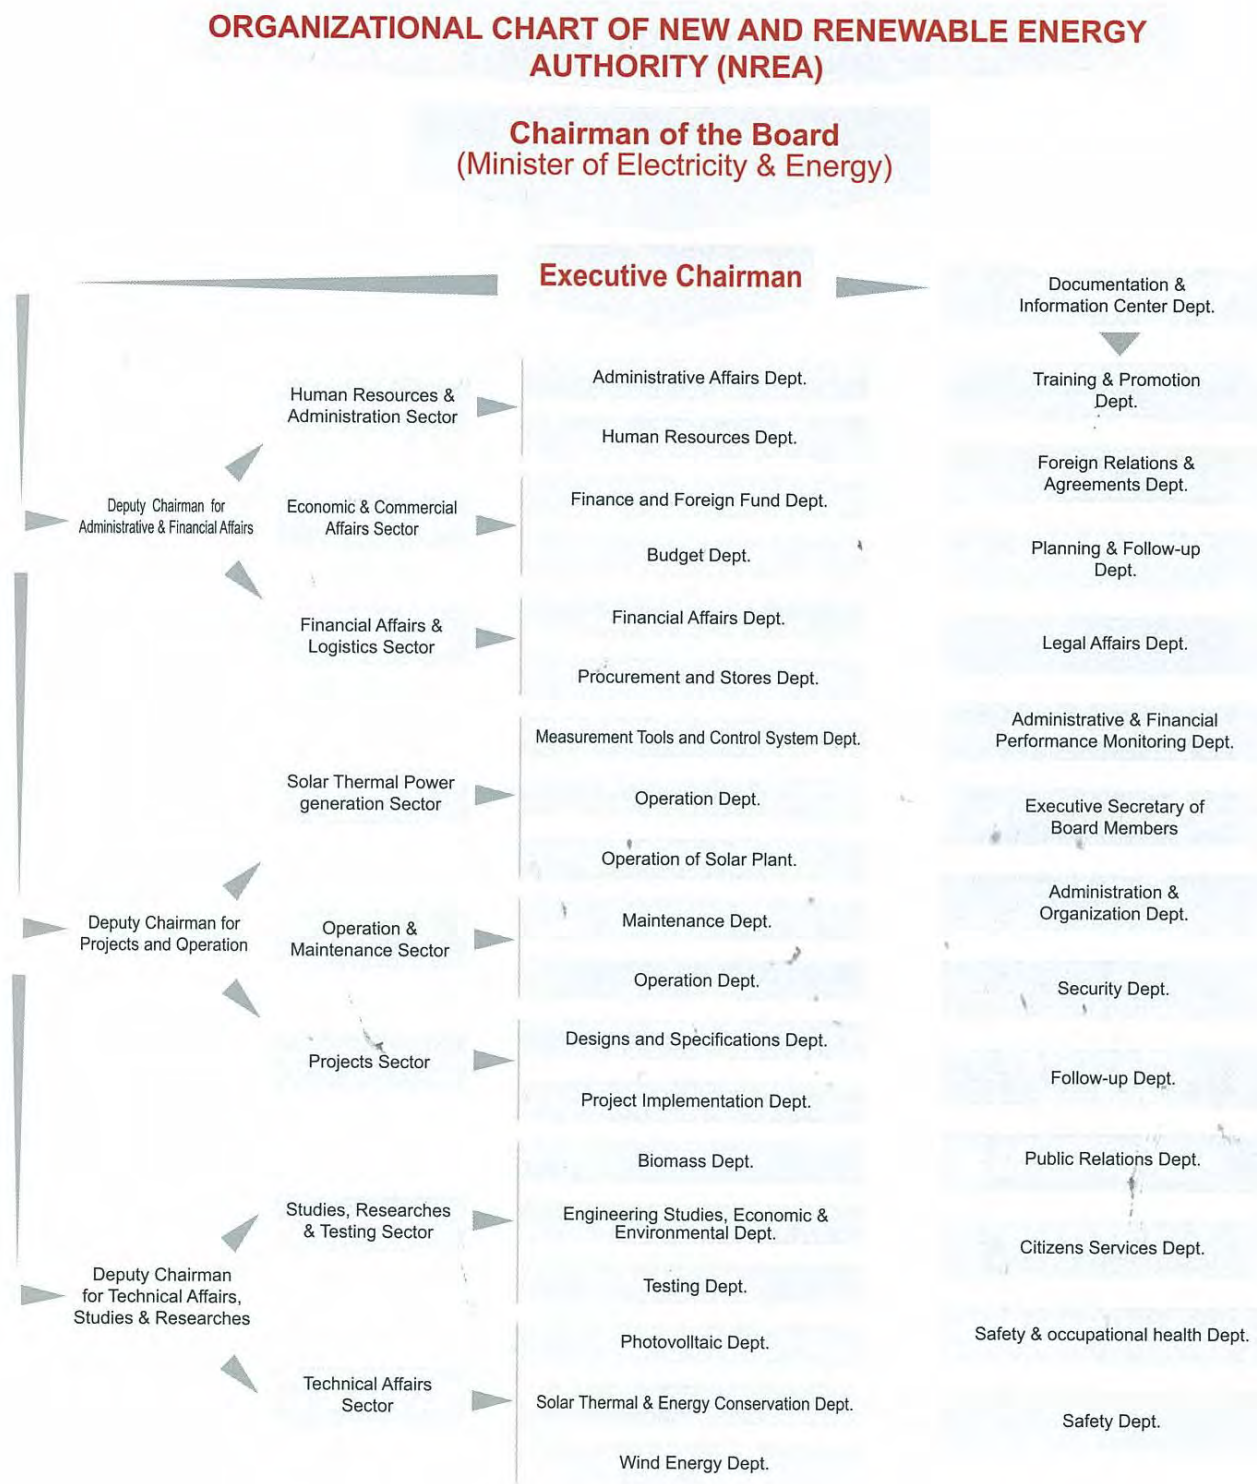 ORGANIZATIONAL CHART OF NEW AND RENEWABLE ENERGY
AUTHORITY (NREA)
Chairman of the Board
(Minister of Electricity & Energy)
Executive Chairman
Deputy Chairman for
Administrative & Financial Affairs
Human Resources &
Administration Sector
Administrative Affairs Dept.
Human Resources Dept.
Economic & Commercial
Affairs Sector
Finance and Foreign Fund Dept.
Budget Dept.
Financial Affairs &
Logistics Sector
Financial Affairs Dept.
Procurement and Stores Dept.
Deputy Chairman for
Projects and Operation
Solar Thermal Power
generation Sector
Measurement Tools and Control System Dept.
Operation Dept.
Operation of Solar Plant.
Operation &
Maintenance Sector
Maintenance Dept.
Operation Dept.
Projects Sector
Designs and Specifications Dept.
Project Implementation Dept.
Deputy Chairman
for Technical Affairs,
Studies & Researches
Studies, Researches
& Testing Sector
Biomass Dept.
Engineering Studies, Economic &
Environmental Dept.
Testing Dept.
Technical Affairs
Sector
Photovolltaic Dept.
Solar Thermal & Energy Conservation Dept.
Wind Energy Dept.
Documentation &
Information Center Dept.
Training & Promotion
Dept.
Foreign Relations &
Agreements Dept.
Planning & Follow-up
Dept.
Legal Affairs Dept.
Administrative & Financial
Performance Monitoring Dept.
Executive Secretary of
Board Members
Administration &
Organization Dept.
Security Dept.
Follow-up Dept.
Public Relations Dept.
Citizens Services Dept.
Safety & occupational health Dept.
Safety Dept.